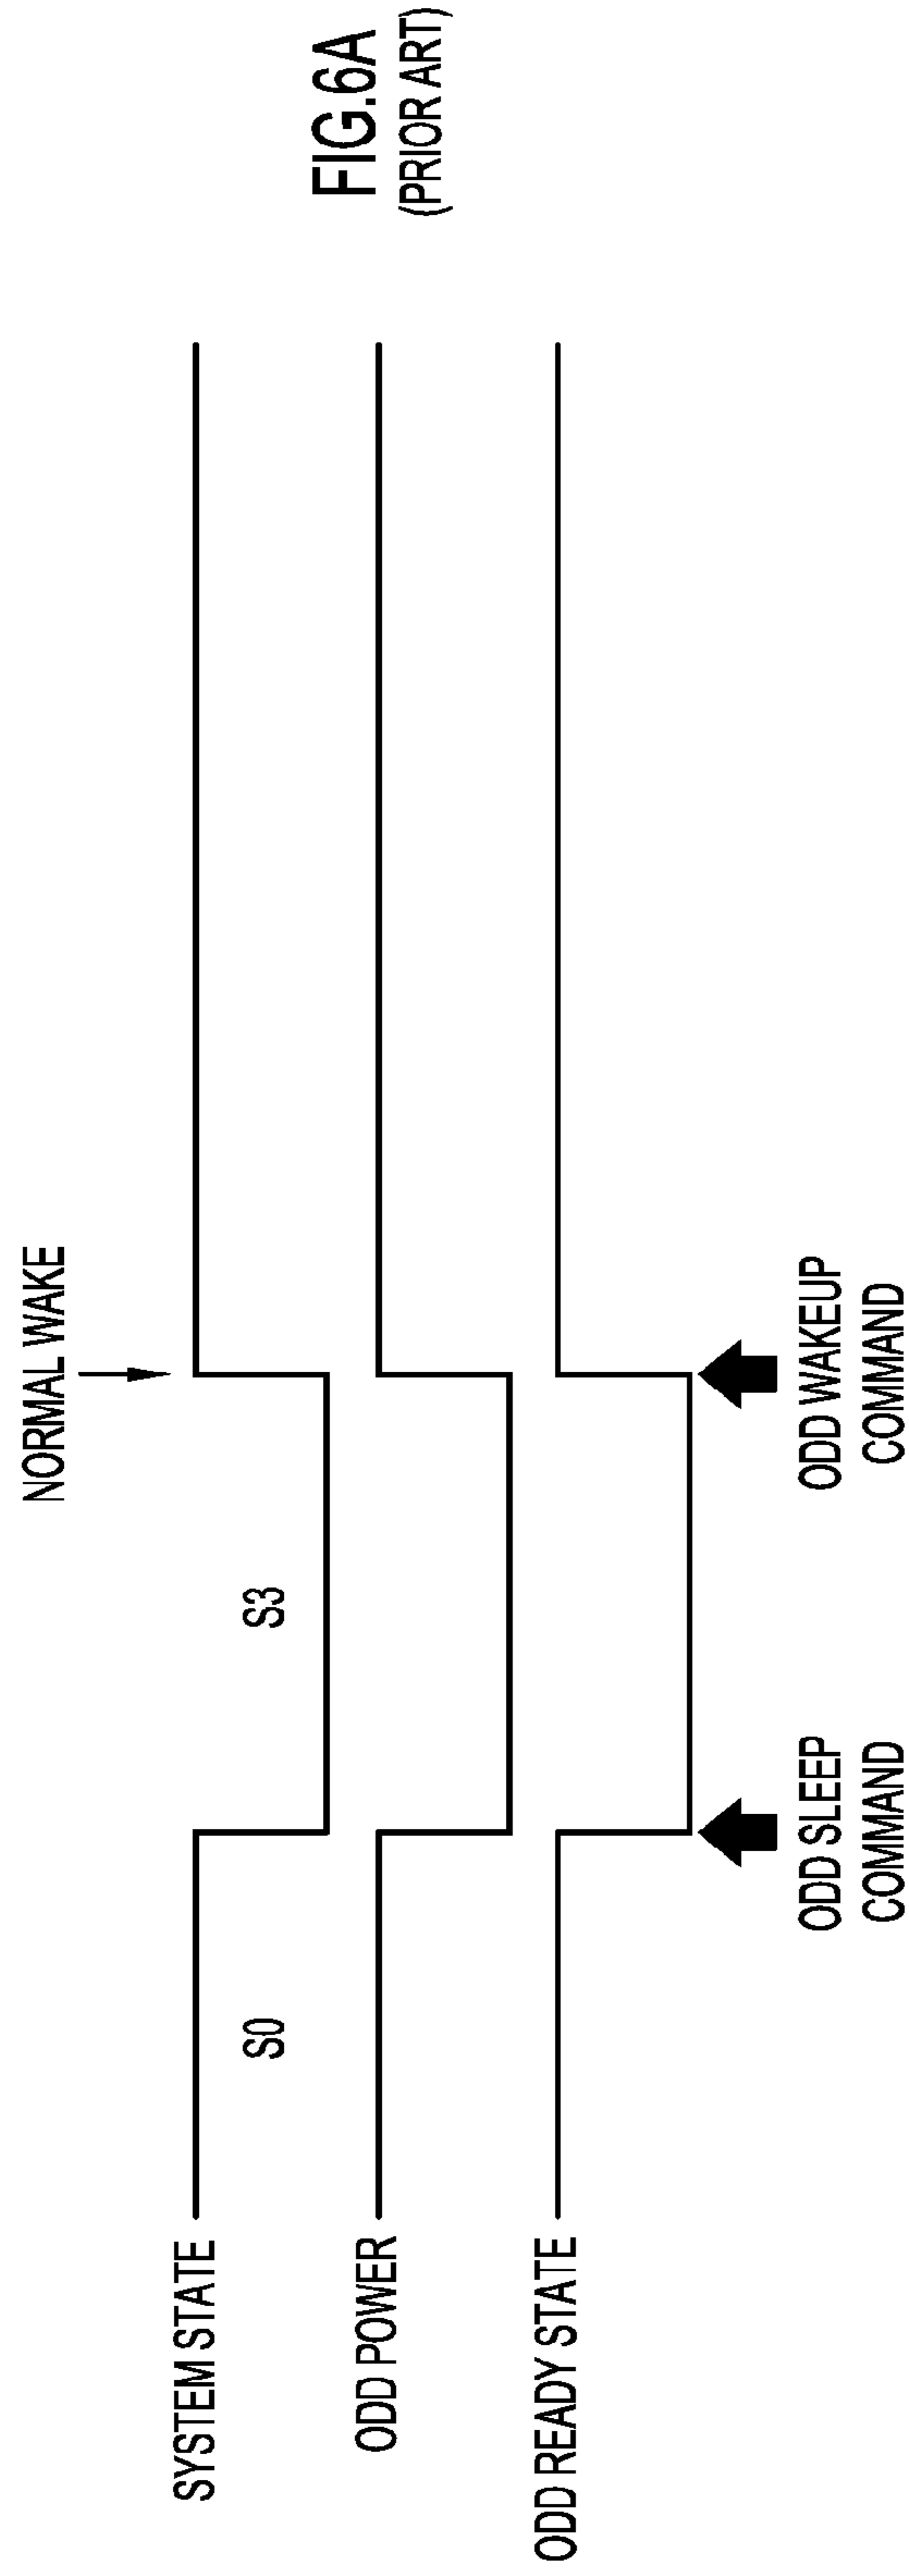 NORMAL WAKE
SYSTEM STATE
S0
S3
ODD POWER
ODD READY STATE
ODD SLEEP
COMMAND
ODD WAKEUP
COMMAND
FIG.6A
(PRIOR ART)